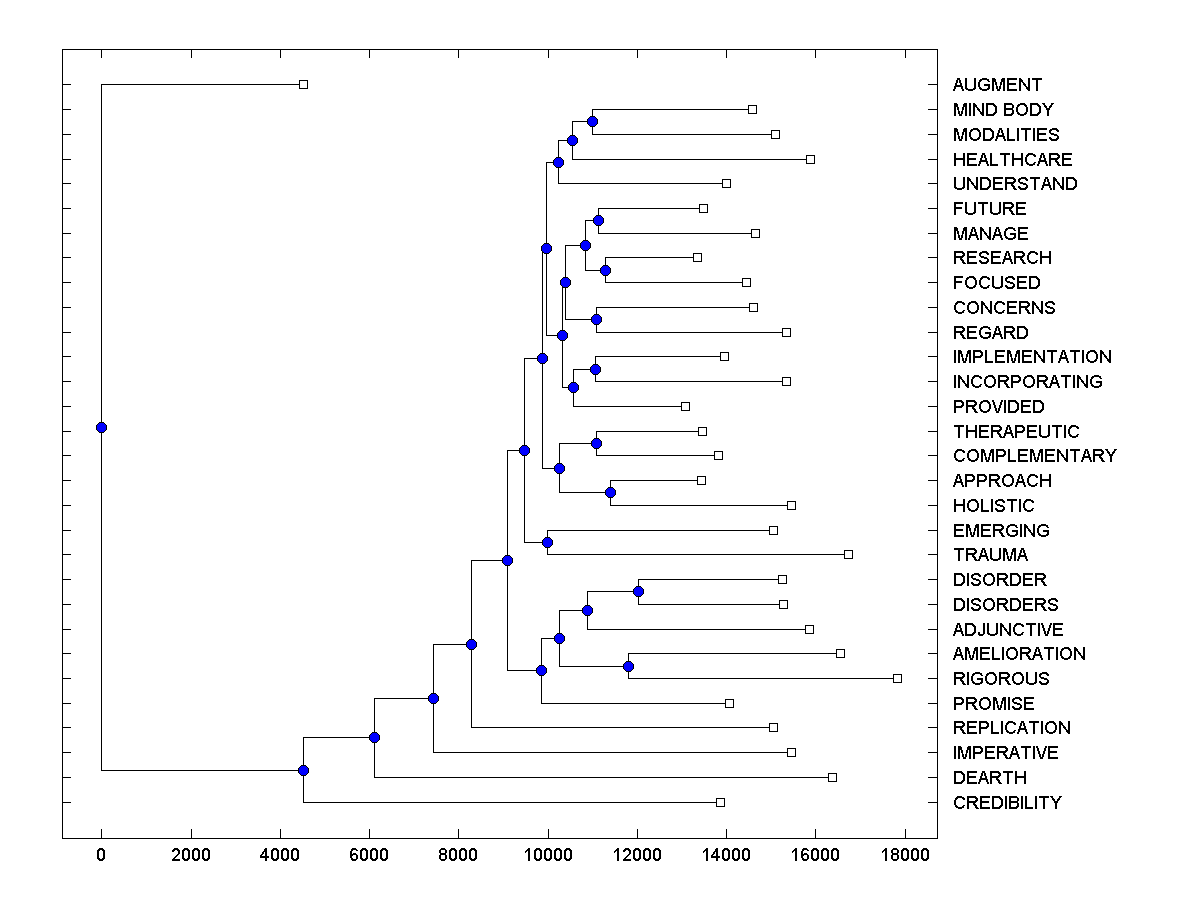 AUGMENT
MIND BODY
MODALITIES
HEALTHCARE
UNDERSTAND
FUTURE
MANAGE
RESEARCH
FOCUSED
CONCERNS
REGARD
IMPLEMENTATION
INCORPORATING
PROVIDED
THERAPEUTIC
COMPLEMENTARY
APPROACH
HOLISTIC
EMERGING
TRAUMA
DISORDER
DISORDERS
ADJUNCTIVE
AMELIORATION
RIGOROUS
PROMISE
REPLICATION
IMPERATIVE
DEARTH
CREDIBILITY
0 2000 4000 6000 8000 10000 12000 14000 16000 18000